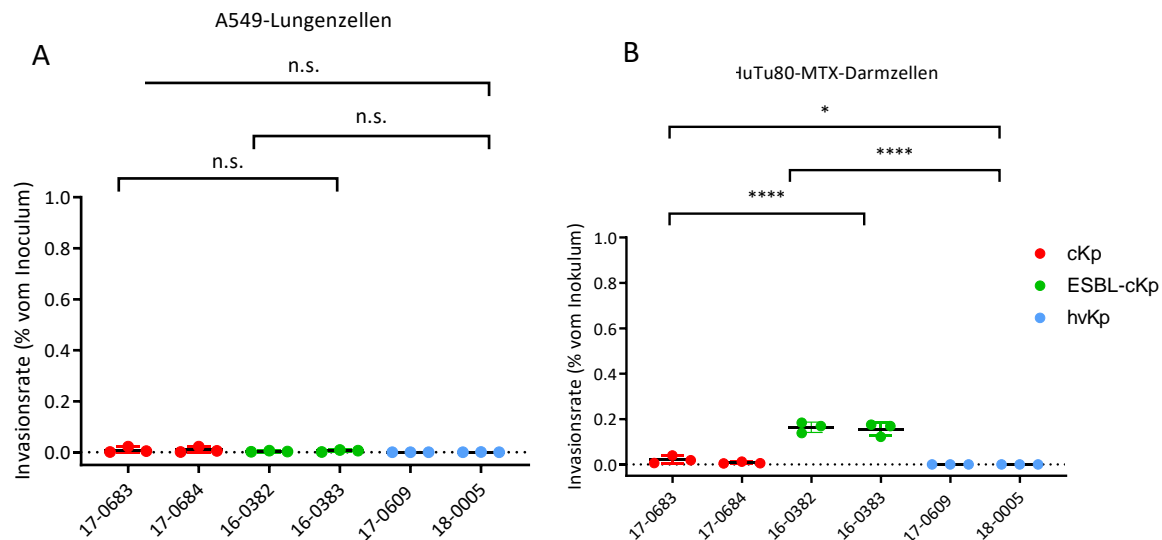 A549-Lungenzellen
A
n.s.
n.s.
n.s.
Invasionsrate (% vom Inoculum)
1.0
0.8
0.6
0.4
0.2
0.0
17-0683
17-0684
16-0382
16-0383
17-0609
18-0005
B
HuTu80-MTX-Darmzellen
*
****
****
Invasionsrate (% vom Inokulum)
1.0
0.8
0.6
0.4
0.2
0.0
17-0683
17-0684
16-0382
16-0383
17-0609
18-0005
cKp
ESBL-cKp
hvKp